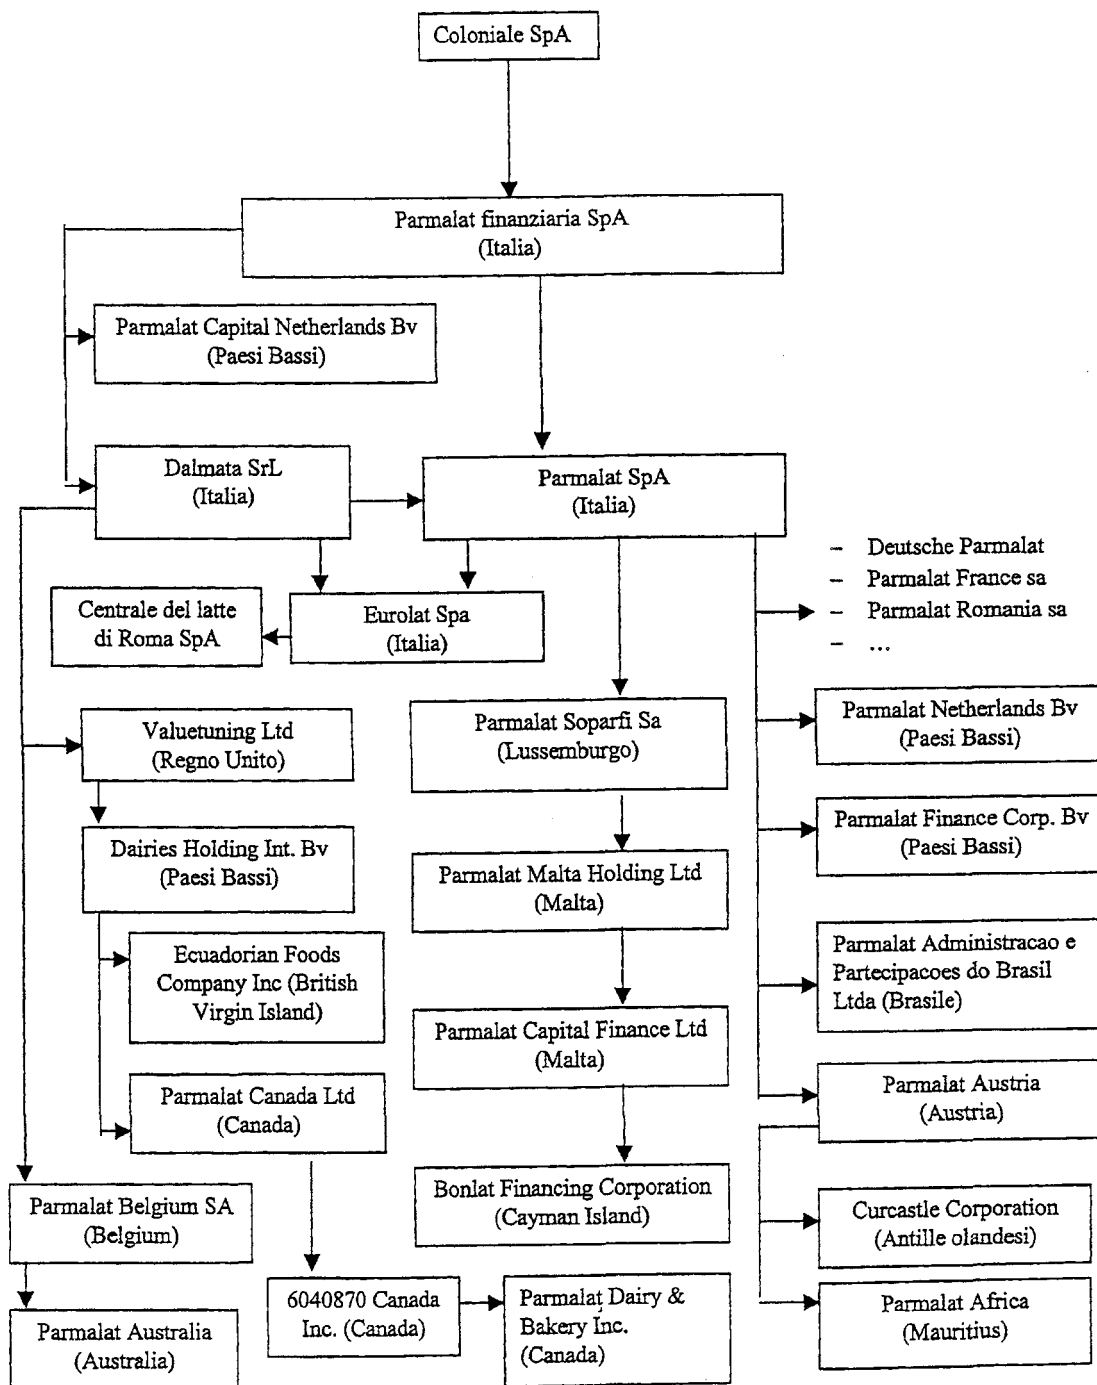 Coloniale SpA
Parmalat finanziaria SpA
(Italia)
Parmalat Capital Netherlands Bv
(Paesi Bassi)
Dalmata SrL
(Italia)
Parmalat SpA
(Italia)
– Deutsche Parmalat
– Parmalat France sa
– Parmalat Romania sa
– ...
Centrale del latte
di Roma SpA
Eurolat Spa
(Italia)
Valuetuning Ltd
(Regno Unito)
Parmalat Soparfi Sa
(Lussemburgo)
Parmalat Netherlands Bv
(Paesi Bassi)
Dairies Holding Int. Bv
(Paesi Bassi)
Parmalat Malta Holding Ltd
(Malta)
Parmalat Finance Corp. Bv
(Paesi Bassi)
Ecuadorian Foods
Company Inc (British
Virgin Island)
Parmalat Capital Finance Ltd
(Malta)
Parmalat Administracao e
Partecipacoes do Brasil
Ltda (Brasile)
Parmalat Canada Ltd
(Canada)
Parmalat Austria
(Austria)
Parmalat Belgium SA
(Belgium)
Bonlat Financing Corporation
(Cayman Island)
Curcastle Corporation
(Antille olandesi)
Parmalat Australia
(Australia)
6040870 Canada
Inc. (Canada)
Parmalat Dairy &
Bakery Inc.
(Canada)
Parmalat Africa
(Mauritius)